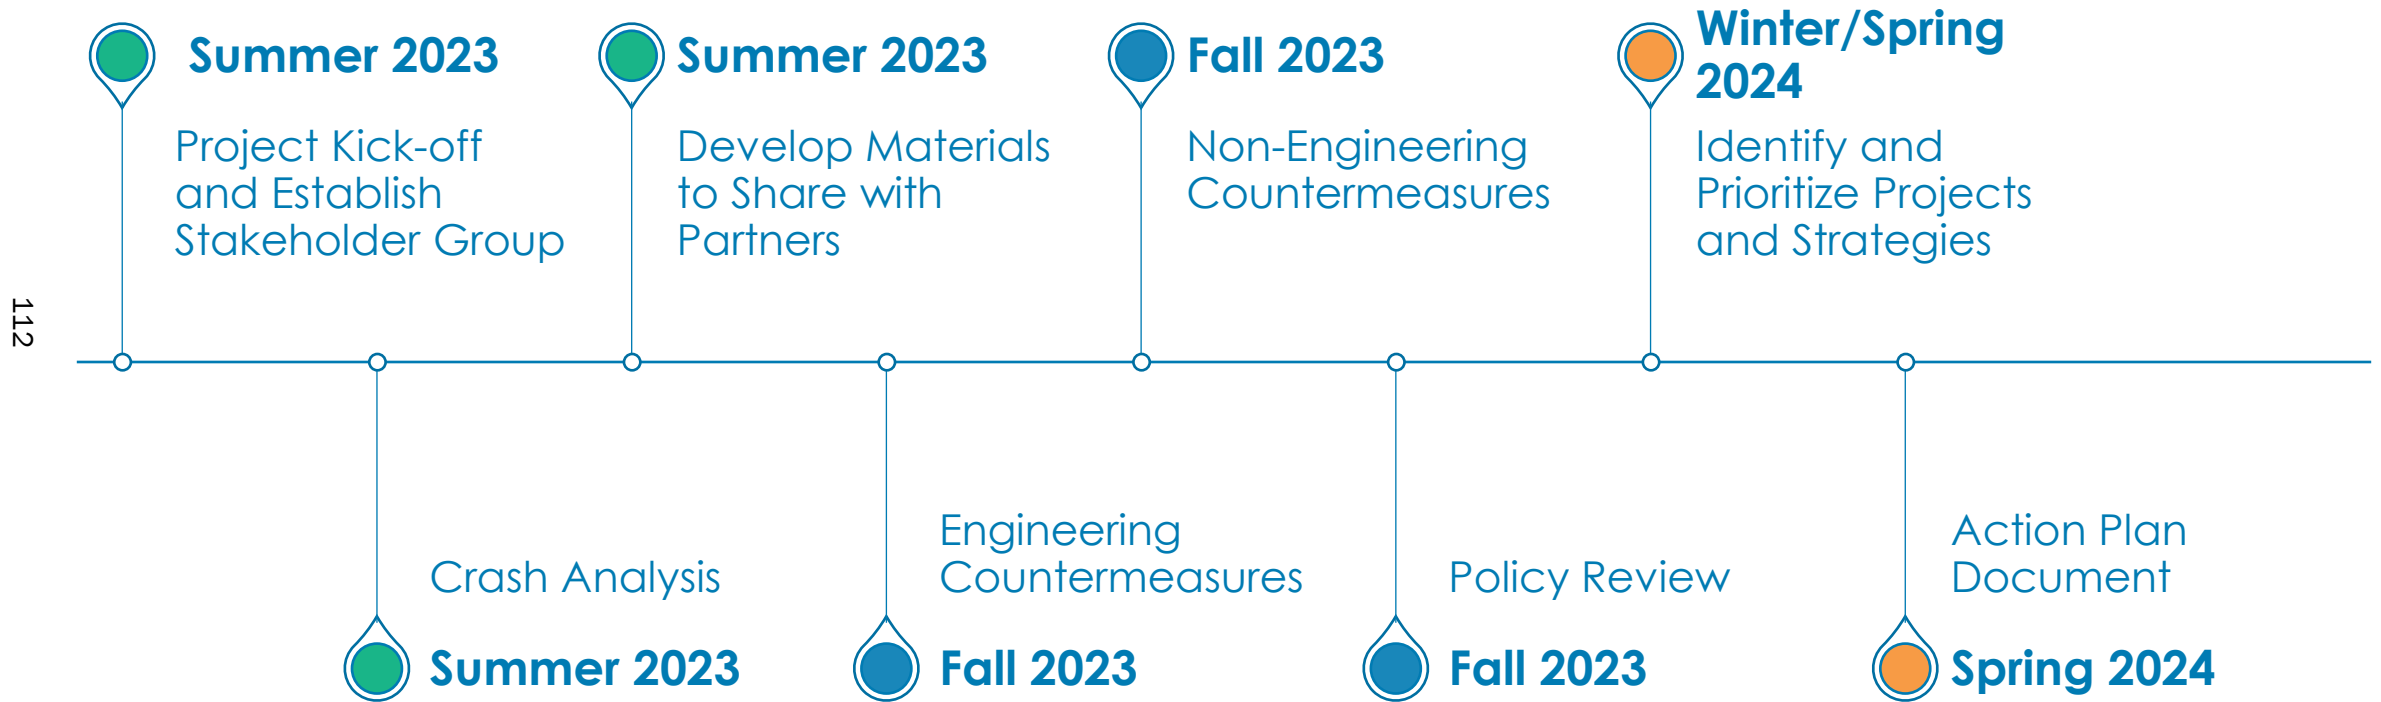 Summer 2023
Project Kick-off
and Establish
Stakeholder Group
Summer 2023
Develop Materials
to Share with
Partners
Fall 2023
Non-Engineering
Countermeasures
Winter/Spring
2024
Identify and
Prioritize Projects
and Strategies
112
Crash Analysis
Summer 2023
Engineering
Countermeasures
Fall 2023
Policy Review
Fall 2023
Action Plan
Document
Spring 2024